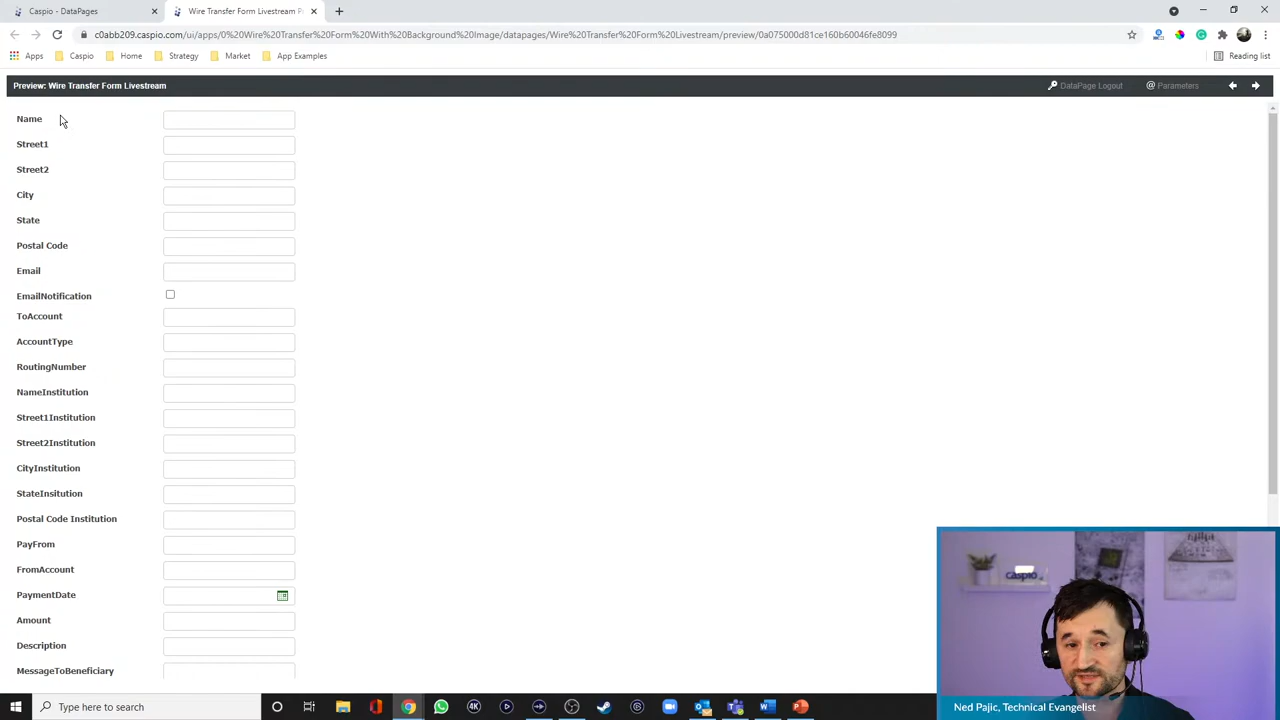 Caspio - DataPages
Wire Transfer Form Livestream P
c0abb209.caspio.com/ui/apps/0%20Wire%20Transfer%20Form%20With%20Background%20Image/datapages/Wire%20Transfer%20Form%20Livestream/preview/0a075000d81ce160b60046fe8099
Apps
Caspio
Home
Strategy
Market
App Examples
Reading list
Preview: Wire Transfer Form Livestream
DataPage Logout
@ Parameters
Name
Street1
Street2
City
State
Postal Code
Email
EmailNotification
ToAccount
AccountType
RoutingNumber
NameInstitution
Street1Institution
Street2Institution
CityInstitution
StateInsitution
Postal Code Institution
PayFrom
FromAccount
PaymentDate
Amount
Description
MessageToBeneficiary
caspio
Ned Pajic, Technical Evangelist
Type here to search
4K